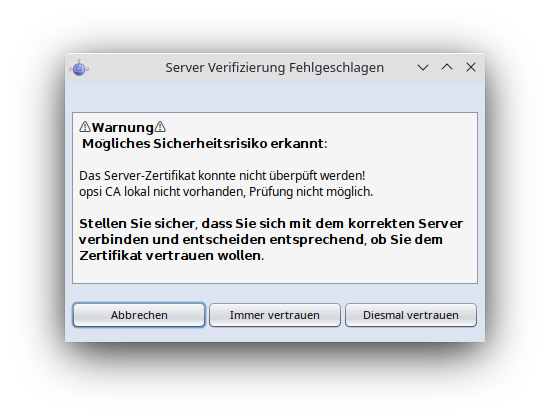 Server Verifizierung Fehlgeschlagen
⚠Warnung⚠
Mögliches Sicherheitsrisiko erkannt:
Das Server-Zertifikat konnte nicht überpüft werden!
opsi CA lokal nicht vorhanden, Prüfung nicht möglich.
Stellen Sie sicher, dass Sie sich mit dem korrekten Server
verbinden und entscheiden entsprechend, ob Sie dem
Zertifikat vertrauen wollen.
Abbrechen Immer vertrauen Diesmal vertrauen